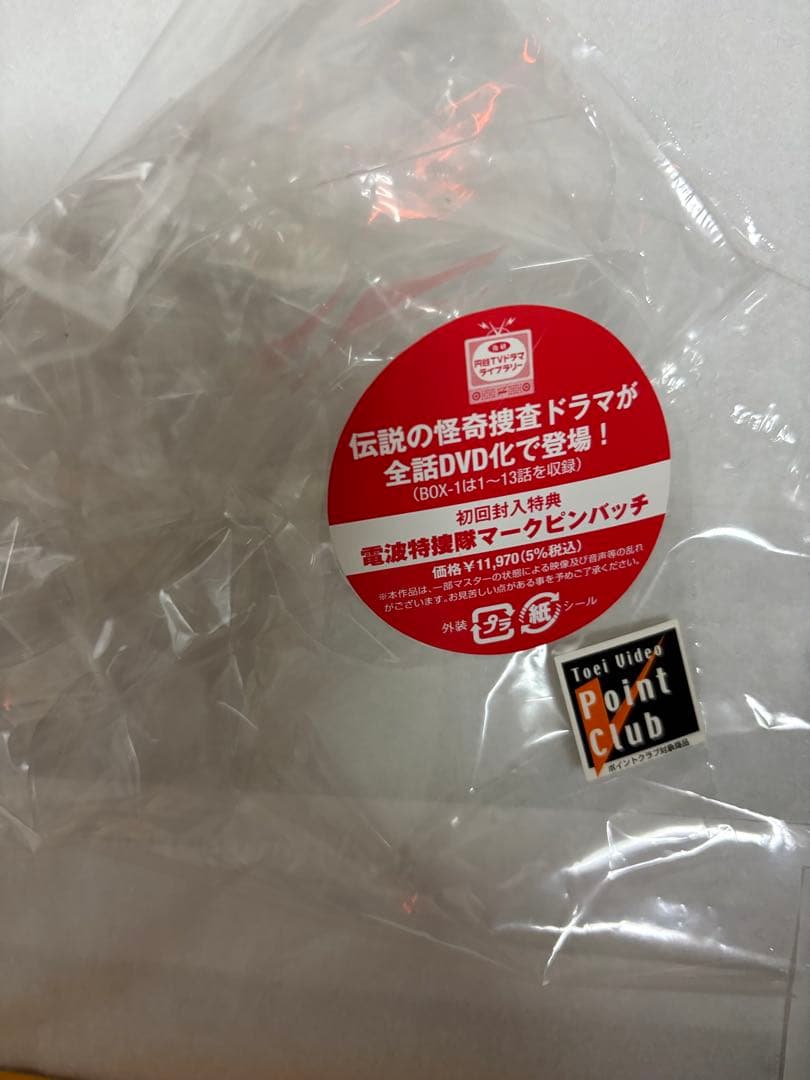 円谷TVドラマ
ライブラリー
伝説の怪奇捜査ドラマが
全話DVD化で登場！
（BOX-1は1～13話を収録）
初回封入特典
電波特捜隊マークピンバッチ
価格￥11,970（5%税込）
※本作品は、一部マスターの状態による映像及び音声等の乱れ
がございます。お見苦しい点がある事を予めご了承ください。
外装 プラ 紙 シール
Toei Video
Point
Club
ポイントクラブ対象商品